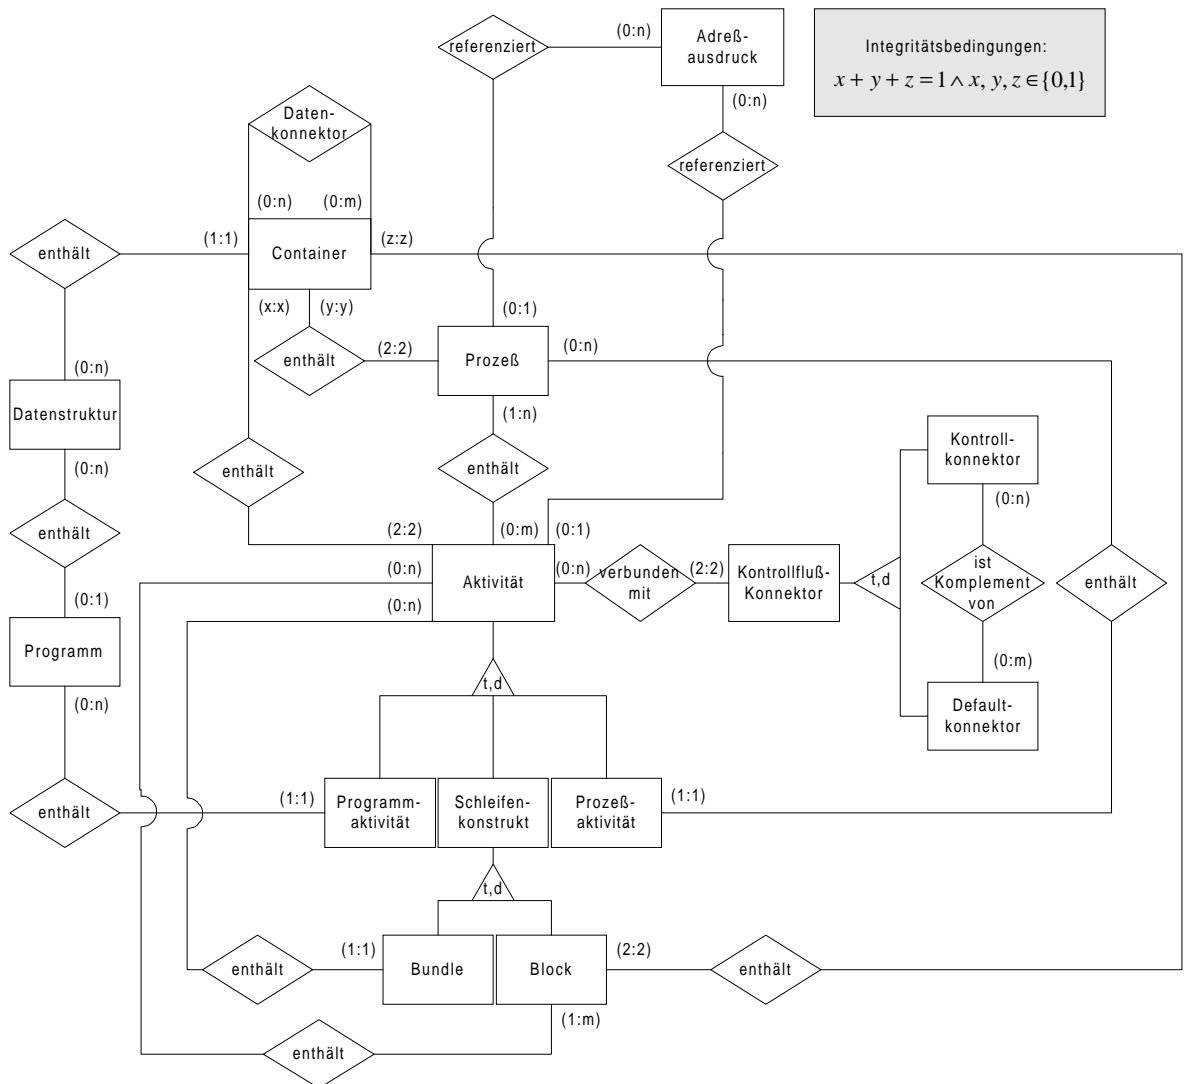 referenziert
(0:n)
Adreß-
ausdruck
Integritätsbedingungen:
x + y + z = 1 ∧ x, y, z ∈ {0,1}
(0:n)
Daten-
konnektor
referenziert
(0:n)
(0:m)
enthält
(1:1)
Container
(z:z)
(x:x)
(y:y)
(0:1)
enthält
(2:2)
Prozeß
(0:n)
(0:n)
Datenstruktur
(1:n)
Kontroll-
konnektor
(0:n)
enthält
enthält
(0:n)
enthält
(2:2)
(0:m)
(0:1)
(0:n)
Aktivität
(0:n)
verbunden
mit
(2:2)
Kontrollfluß-
Konnektor
t,d
ist
Komplement
von
enthält
(0:1)
(0:n)
Programm
(0:m)
(0:n)
t,d
Default-
konnektor
enthält
(1:1)
Programm-
aktivität
Schleifen-
konstrukt
Prozeß-
aktivität
(1:1)
t,d
enthält
(1:1)
Bundle
Block
(2:2)
enthält
(1:m)
enthält